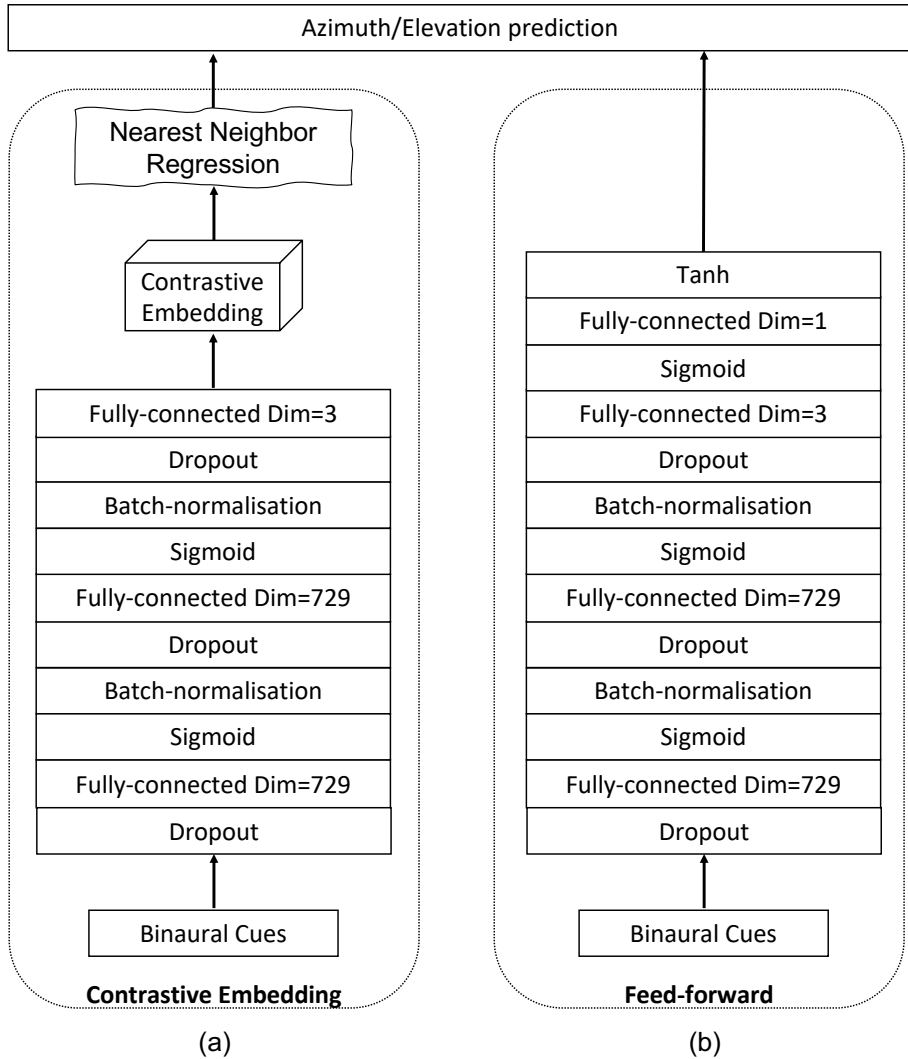 Azimuth/Elevation prediction
Nearest Neighbor
Regression
Contrastive
Embedding
Fully-connected Dim=3
Dropout
Batch-normalisation
Sigmoid
Fully-connected Dim=729
Dropout
Batch-normalisation
Sigmoid
Fully-connected Dim=729
Dropout
Binaural Cues
Contrastive Embedding
(a)
Tanh
Fully-connected Dim=1
Sigmoid
Fully-connected Dim=3
Dropout
Batch-normalisation
Sigmoid
Fully-connected Dim=729
Dropout
Batch-normalisation
Sigmoid
Fully-connected Dim=729
Dropout
Binaural Cues
Feed-forward
(b)